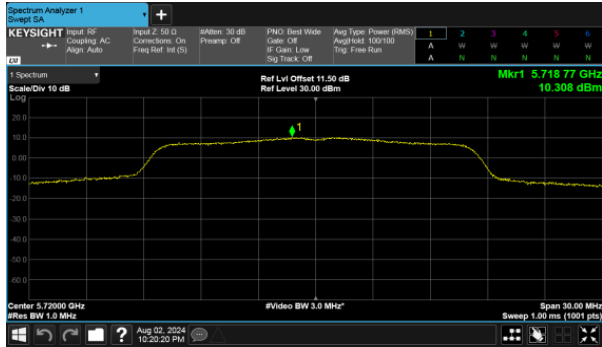 Spectrum Analyzer 1
Swept SA
+
KEYSIGHT Input: RF Input Z: 50 Ω #Atten: 30 dB PNO: Best Wide Avg Type: Power (RMS) 1 2 3 4 5 6
Coupling: AC Corrections: On Preamp: Off Gate: Off Avg|Hold: 100/100 A W W W W W
Align: Auto Freq Ref: Int (S) IF Gain: Low Trig: Free Run
Sig Track: Off A N N N N N
LXI
1 Spectrum Ref Lvl Offset 11.50 dB Mkr1 5.718 77 GHz
Scale/Div 10 dB Ref Level 30.00 dBm 10.308 dBm
Log
20.0
10.0
1
0.00
-10.0
-20.0
-30.0
-40.0
-50.0
-60.0
Center 5.72000 GHz #Video BW 3.0 MHz* Span 30.00 MHz
#Res BW 1.0 MHz Sweep 1.00 ms (1001 pts)
? Aug 02, 2024
10:20:20 PM